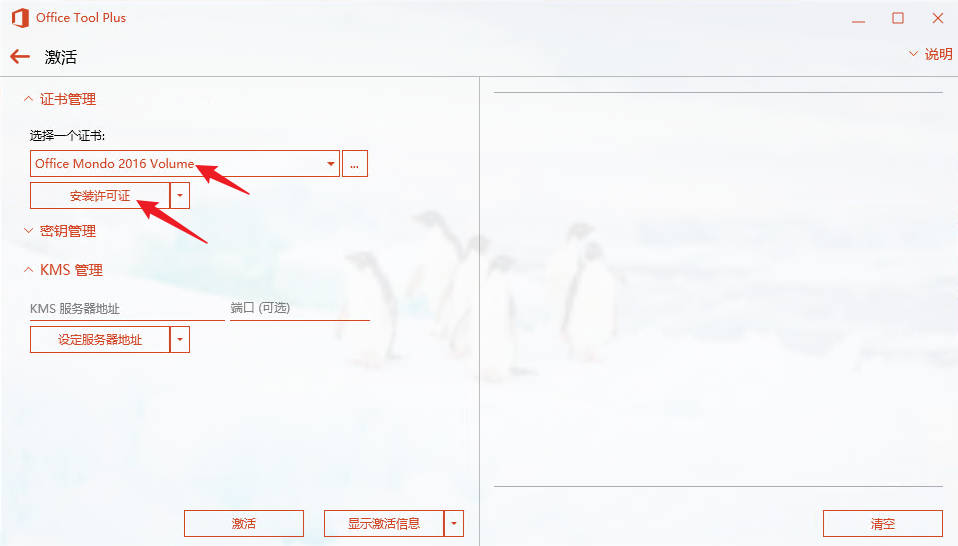 Office Tool Plus
激活
说明
证书管理
选择一个证书:
Office Mondo 2016 Volume
...
安装许可证
密钥管理
KMS 管理
KMS 服务器地址 端口 (可选)
设定服务器地址
激活 显示激活信息 清空